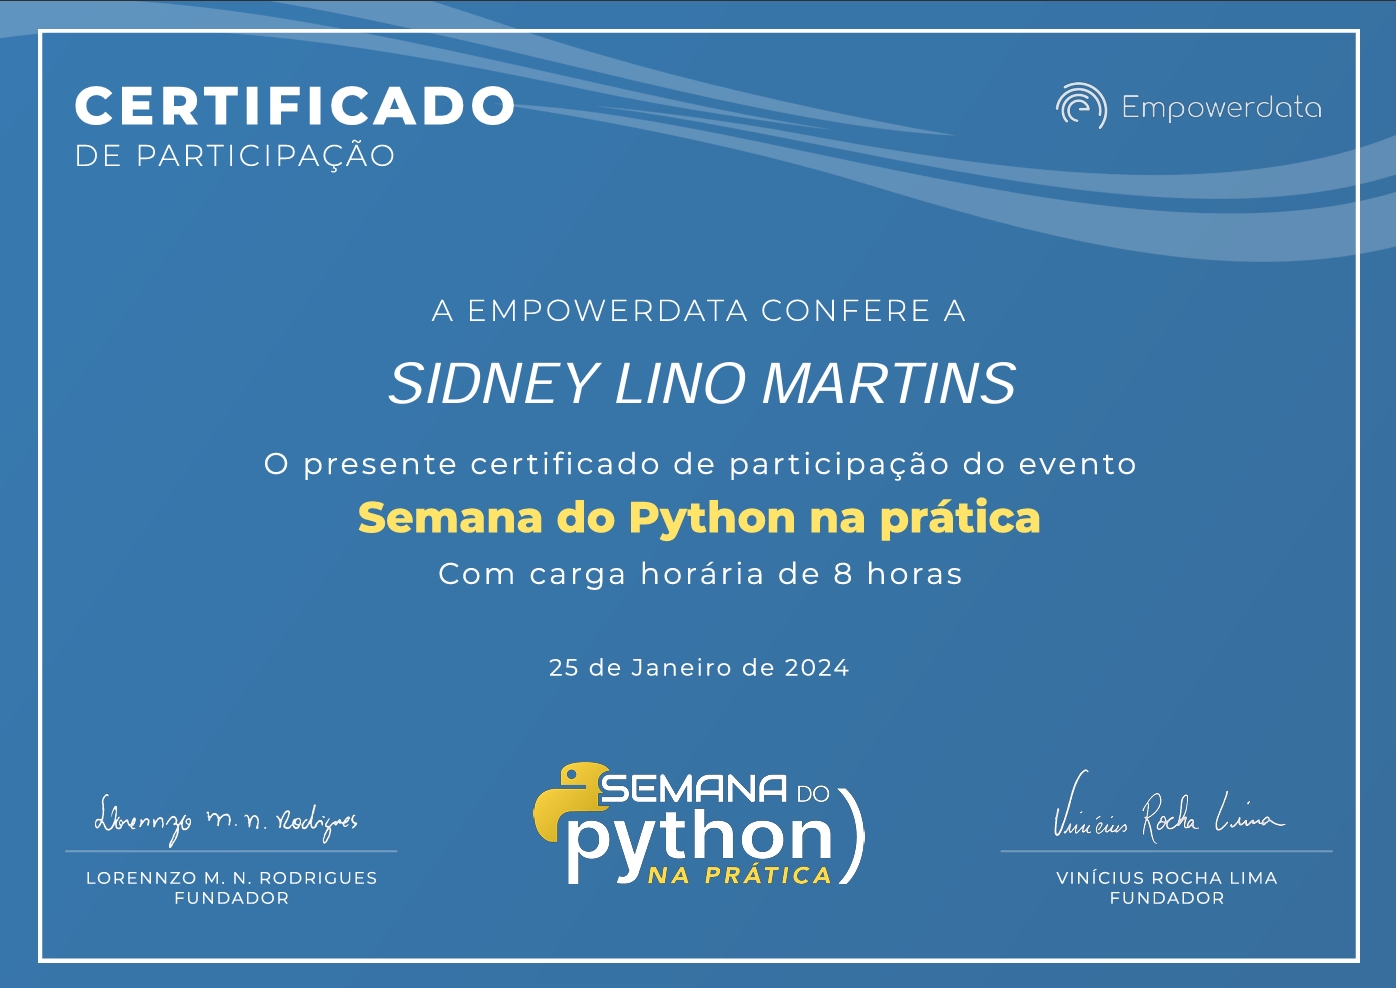 CERTIFICADO
DE PARTICIPAÇÃO
Empowerdata
A EMPOWERDATA CONFERE A
SIDNEY LINO MARTINS
O presente certificado de participação do evento
Semana do Python na prática
Com carga horária de 8 horas
25 de Janeiro de 2024
SEMANA DO
python)
NA PRÁTICA
Lorennzo M. N. Rodrigues
LORENNZO M. N. RODRIGUES
FUNDADOR
Vinícius Rocha Lima
VINÍCIUS ROCHA LIMA
FUNDADOR